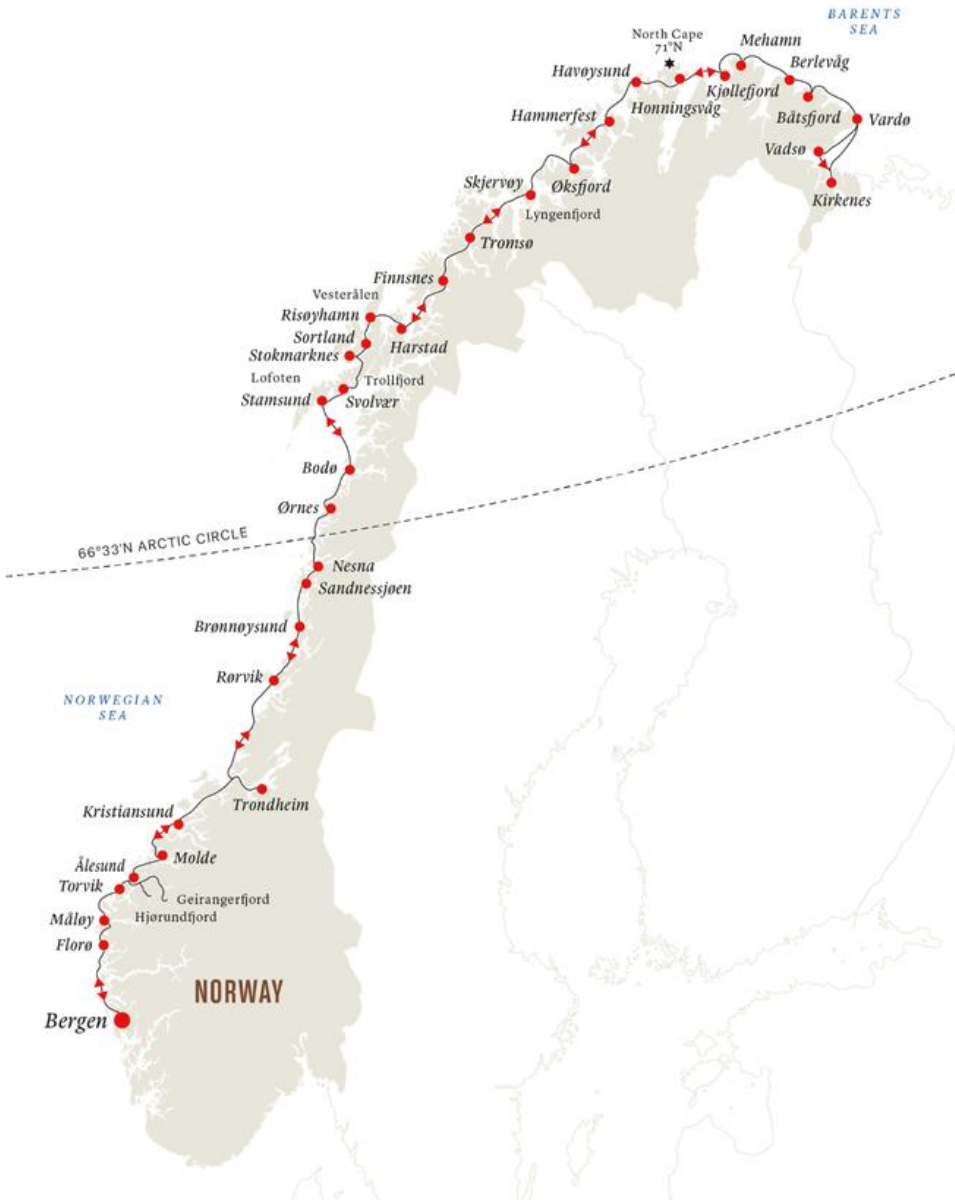 BARENTS
SEA
North Cape
71°N
Mehamn
Berlevåg
Havøysund
Kjøllefjord
Honningsvåg
Hammerfest
Båtsfjord
Vardø
Vadsø
Kirkenes
Skjervøy
Øksfjord
Lyngenfjord
Tromsø
Finnsnes
Vesterålen
Risøyhamn
Sortland
Harstad
Stokmarknes
Lofoten
Trollfjord
Stamsund
Svolvær
Bodø
Ørnes
66°33'N ARCTIC CIRCLE
Nesna
Sandnessjøen
Brønnøysund
Rørvik
NORWEGIAN
SEA
Trondheim
Kristiansund
Molde
Ålesund
Torvik
Geirangerfjord
Hjørundfjord
Måløy
Florø
NORWAY
Bergen